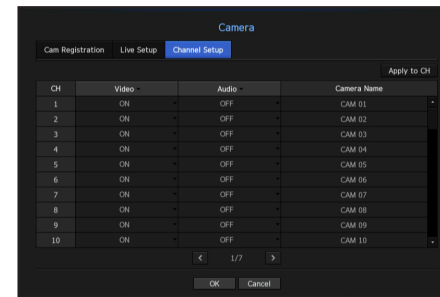 Camera
Cam Registration Live Setup Channel Setup
Apply to CH
CH Video Audio Camera Name
1 ON OFF CAM 01
2 ON OFF CAM 02
3 ON OFF CAM 03
4 ON OFF CAM 04
5 ON OFF CAM 05
6 ON OFF CAM 06
7 ON OFF CAM 07
8 ON OFF CAM 08
9 ON OFF CAM 09
10 ON OFF CAM 10
< 1/7 >
OK Cancel